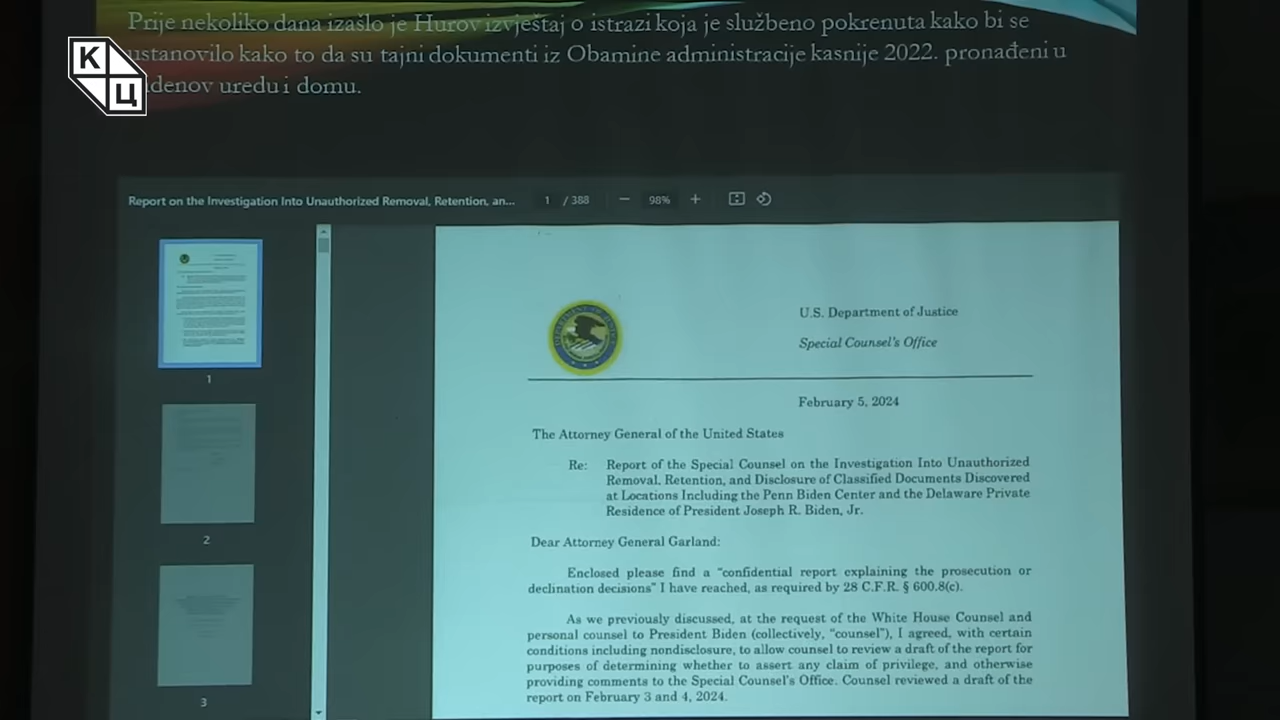 Prije nekoliko dana izašlo je Hurov izvještaj o istrazi koja je službeno pokrenuta kako bi se
ustanovilo kako to da su tajni dokumenti iz Obamine administracije kasnije 2022. pronađeni u
uredu i domu.
К
Ц
Report on the Investigation Into Unauthorized Removal, Retention, an...
1 / 388
98%
1
2
3
U.S. Department of Justice
Special Counsel's Office
February 5, 2024
The Attorney General of the United States
Re: Report of the Special Counsel on the Investigation Into Unauthorized
Removal, Retention, and Disclosure of Classified Documents Discovered
at Locations Including the Penn Biden Center and the Delaware Private
Residence of President Joseph R. Biden, Jr.
Dear Attorney General Garland:
Enclosed please find a “confidential report explaining the prosecution or
declination decisions” I have reached, as required by 28 C.F.R. § 600.8(c).
As we previously discussed, at the request of the White House Counsel and
personal counsel to President Biden (collectively, “counsel”), I agreed, with certain
conditions including nondisclosure, to allow counsel to review a draft of the report for
purposes of determining whether to assert any claim of privilege, and otherwise
providing comments to the Special Counsel's Office. Counsel reviewed a draft of the
report on February 3 and 4, 2024.